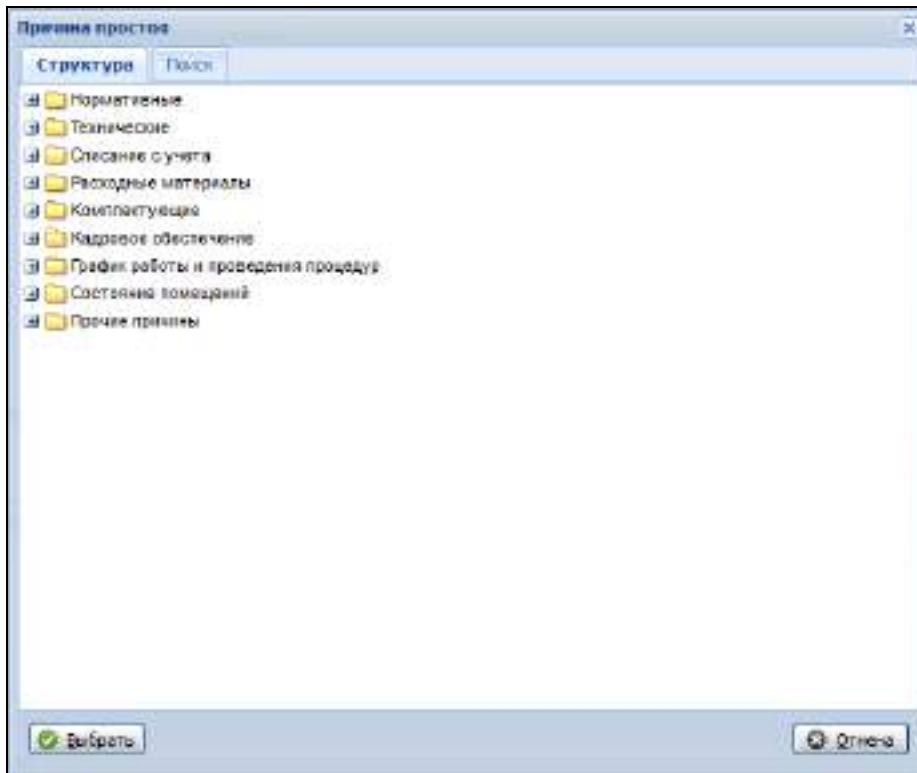 Причина простоя
Структура Поиск
Нормативные
Технические
Списание с учета
Расходные материалы
Комплектующие
Кадровое обеспечение
График работы и проведения процедур
Состояние помещений
Прочие причины
Выбрать Отмена